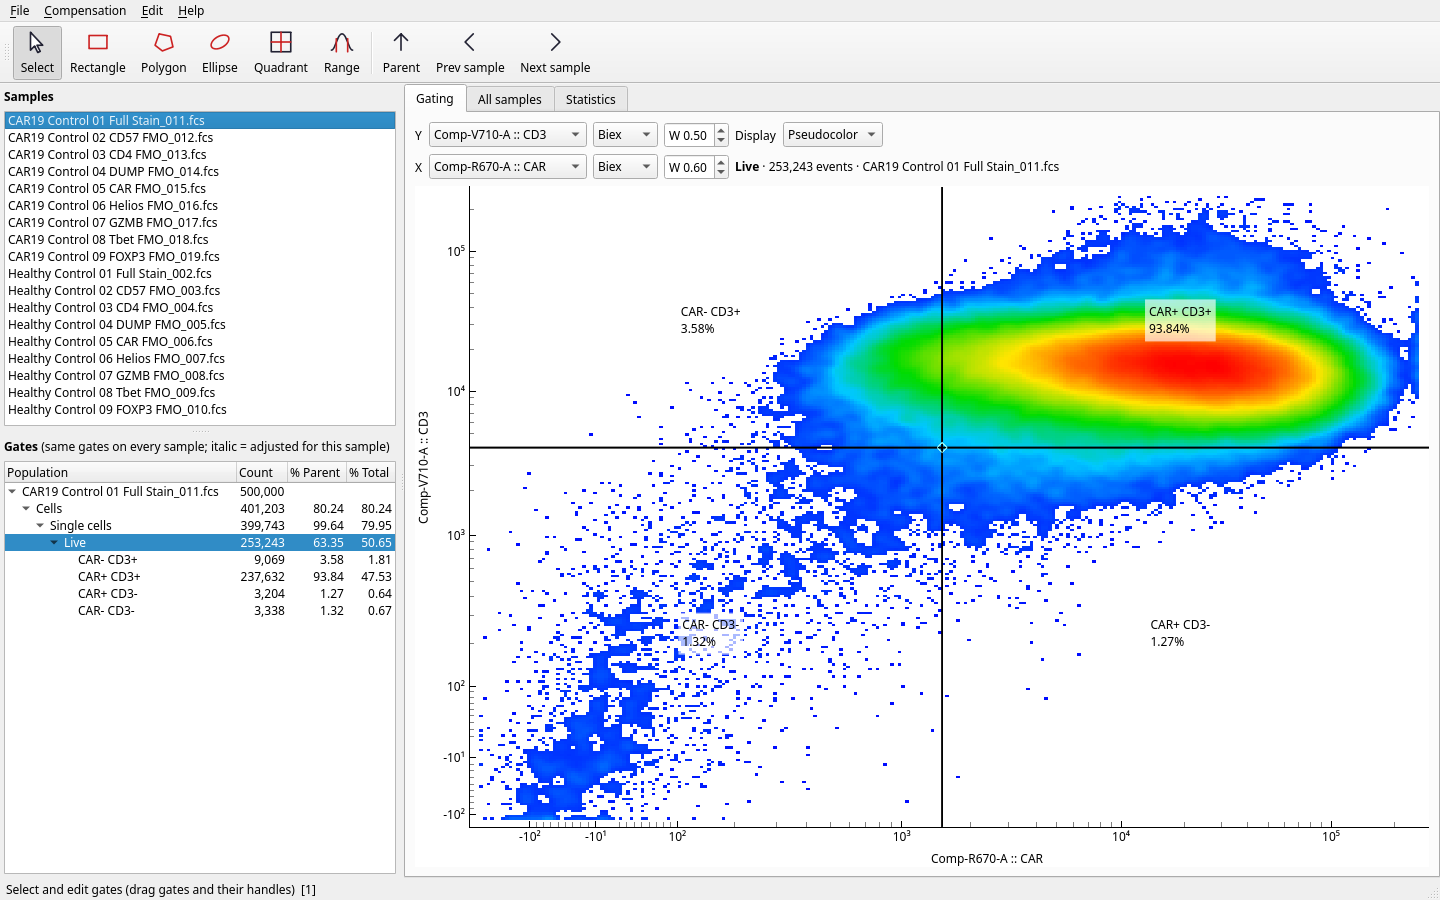 File Compensation Edit Help
Select Rectangle Polygon Ellipse Quadrant Range Parent Prev sample Next sample
Samples
CAR19 Control 01 Full Stain_011.fcs
CAR19 Control 02 CD57 FMO_012.fcs
CAR19 Control 03 CD4 FMO_013.fcs
CAR19 Control 04 DUMP FMO_014.fcs
CAR19 Control 05 CAR FMO_015.fcs
CAR19 Control 06 Helios FMO_016.fcs
CAR19 Control 07 GZMB FMO_017.fcs
CAR19 Control 08 Tbet FMO_018.fcs
CAR19 Control 09 FOXP3 FMO_019.fcs
Healthy Control 01 Full Stain_002.fcs
Healthy Control 02 CD57 FMO_003.fcs
Healthy Control 03 CD4 FMO_004.fcs
Healthy Control 04 DUMP FMO_005.fcs
Healthy Control 05 CAR FMO_006.fcs
Healthy Control 06 Helios FMO_007.fcs
Healthy Control 07 GZMB FMO_008.fcs
Healthy Control 08 Tbet FMO_009.fcs
Healthy Control 09 FOXP3 FMO_010.fcs
Gates (same gates on every sample; italic = adjusted for this sample)
Population Count % Parent % Total
CAR19 Control 01 Full Stain_011.fcs 500,000
Cells 401,203 80.24 80.24
Single cells 399,743 99.64 79.95
Live 253,243 63.35 50.65
CAR- CD3+ 9,069 3.58 1.81
CAR+ CD3+ 237,632 93.84 47.53
CAR+ CD3- 3,204 1.27 0.64
CAR- CD3- 3,338 1.32 0.67
Gating All samples Statistics
Y Comp-V710-A :: CD3 Biex W 0.50 Display Pseudocolor
X Comp-R670-A :: CAR Biex W 0.60 Live · 253,243 events · CAR19 Control 01 Full Stain_011.fcs
Comp-V710-A :: CD3
10⁵
10⁴
10³
10²
-10¹
-10²
CAR- CD3+
3.58%
CAR+ CD3+
93.84%
CAR- CD3-
1.32%
CAR+ CD3-
1.27%
-10² -10¹ 10² 10³ 10⁴ 10⁵
Comp-R670-A :: CAR
Select and edit gates (drag gates and their handles) [1]